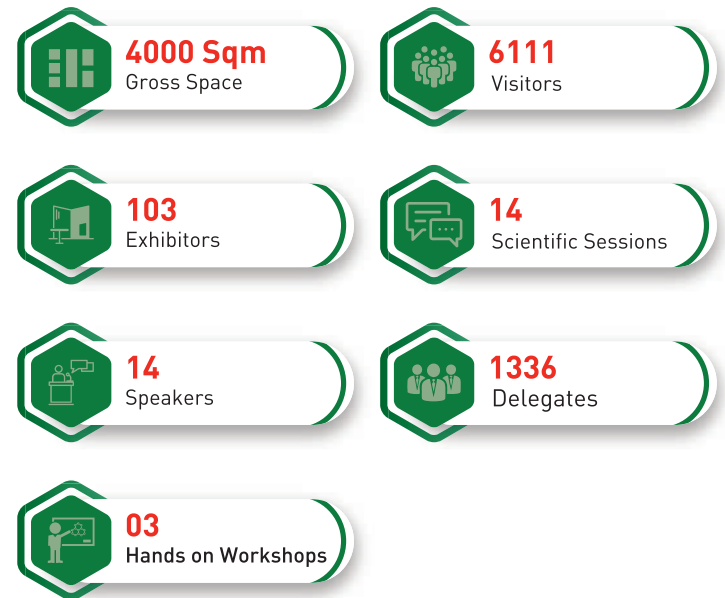 4000 Sqm
Gross Space
6111
Visitors
103
Exhibitors
14
Scientific Sessions
14
Speakers
1336
Delegates
03
Hands on Workshops